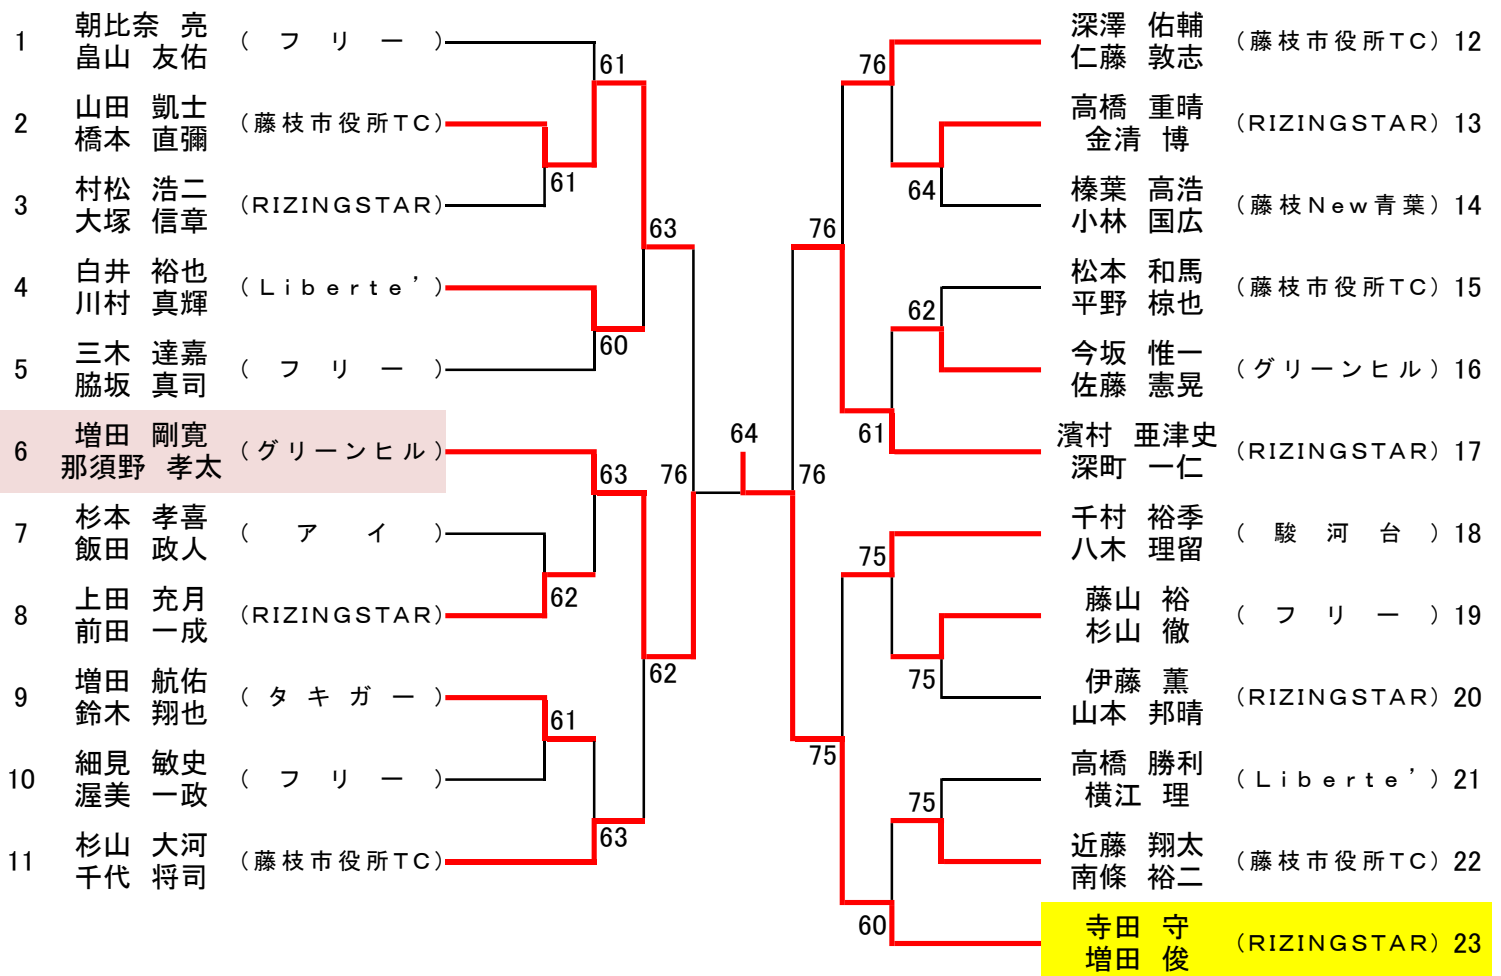 1 朝比奈 亮 (フリー)
畠山 友佑
61
2 山田 凱士 (藤枝市役所TC)
橋本 直彌
61
3 村松 浩二 (RIZINGSTAR)
大塚 信章
63
4 白井 裕也 (Liberte’)
川村 真輝
60
5 三木 達嘉 (フリー)
脇坂 真司
6 増田 剛寛 (グリーンヒル)
那須野 孝太
63
76
7 杉本 孝喜 (アイ)
飯田 政人
62
8 上田 充月 (RIZINGSTAR)
前田 一成
62
9 増田 航佑 (タキガー)
鈴木 翔也
61
10 細見 敏史 (フリー)
渥美 一政
63
11 杉山 大河 (藤枝市役所TC)
千代 将司
64
深澤 佑輔 (藤枝市役所TC) 12
仁藤 敦志
76
高橋 重晴 (RIZINGSTAR) 13
金清 博
64
榛葉 高浩 (藤枝New青葉) 14
小林 国広
76
松本 和馬 (藤枝市役所TC) 15
平野 椋也
62
今坂 惟一 (グリーンヒル) 16
佐藤 憲晃
61
濱村 亜津史 (RIZINGSTAR) 17
深町 一仁
76
千村 裕季 (駿河台) 18
八木 理留
75
藤山 裕 (フリー) 19
杉山 徹
75
伊藤 薫 (RIZINGSTAR) 20
山本 邦晴
75
高橋 勝利 (Liberte’) 21
横江 理
75
近藤 翔太 (藤枝市役所TC) 22
南條 裕二
60
寺田 守 (RIZINGSTAR) 23
増田 俊